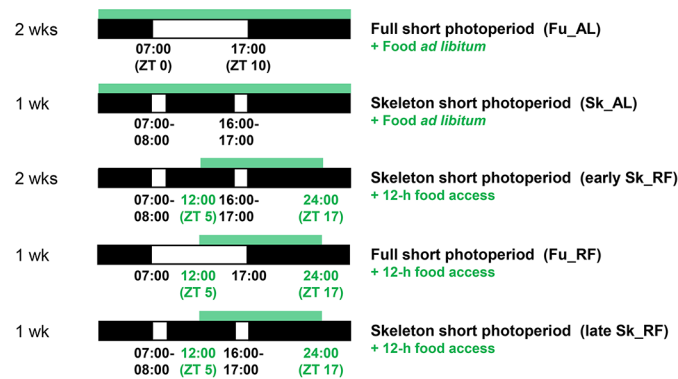 2 wks
Full short photoperiod (Fu_AL)
+ Food ad libitum
07:00 17:00
(ZT 0) (ZT 10)
1 wk
Skeleton short photoperiod (Sk_AL)
+ Food ad libitum
07:00- 16:00-
08:00 17:00
2 wks
Skeleton short photoperiod (early Sk_RF)
+ 12-h food access
07:00- 12:00 16:00- 24:00
08:00 (ZT 5) 17:00 (ZT 17)
1 wk
Full short photoperiod (Fu_RF)
+ 12-h food access
07:00 12:00 17:00 24:00
(ZT 5) (ZT 17)
1 wk
Skeleton short photoperiod (late Sk_RF)
+ 12-h food access
07:00- 12:00 16:00- 24:00
08:00 (ZT 5) 17:00 (ZT 17)